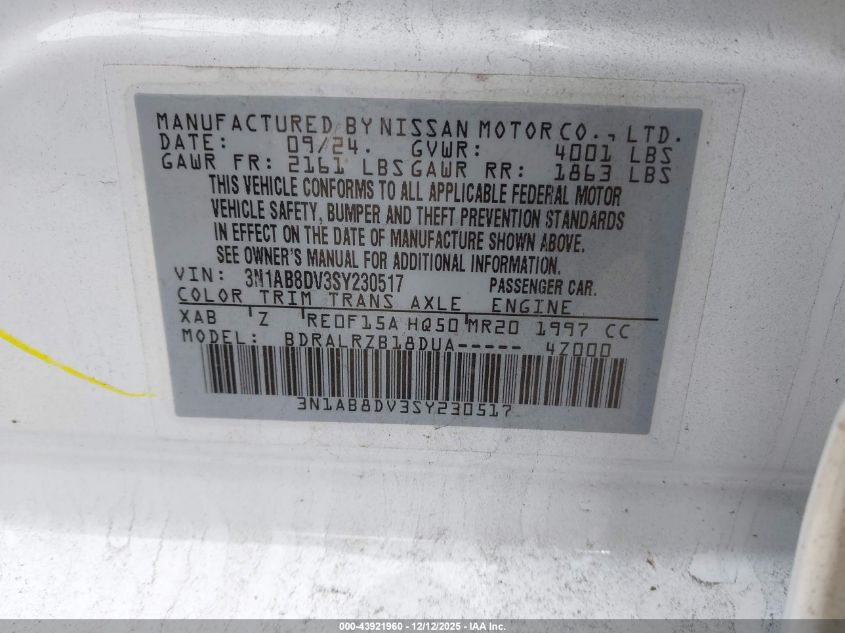 MANUFACTURED BY NISSAN MOTOR CO., LTD.
DATE: 09/24. GVWR: 4001 LBS
GAWR FR: 2161 LBS GAWR RR: 1863 LBS
THIS VEHICLE CONFORMS TO ALL APPLICABLE FEDERAL MOTOR
VEHICLE SAFETY, BUMPER AND THEFT PREVENTION STANDARDS
IN EFFECT ON THE DATE OF MANUFACTURE SHOWN ABOVE.
SEE OWNER'S MANUAL FOR ADDITIONAL INFORMATION.
VIN: 3N1AB8DV3SY230517 PASSENGER CAR.
COLOR TRIM TRANS AXLE ENGINE
XAB Z RE0F15A HQ50 MR20 1997 CC
MODEL: BDRALRZB18DUA----- 4Z000
3N1AB8DV3SY230517
000-43921960 - 12/12/2025 - IAA Inc.